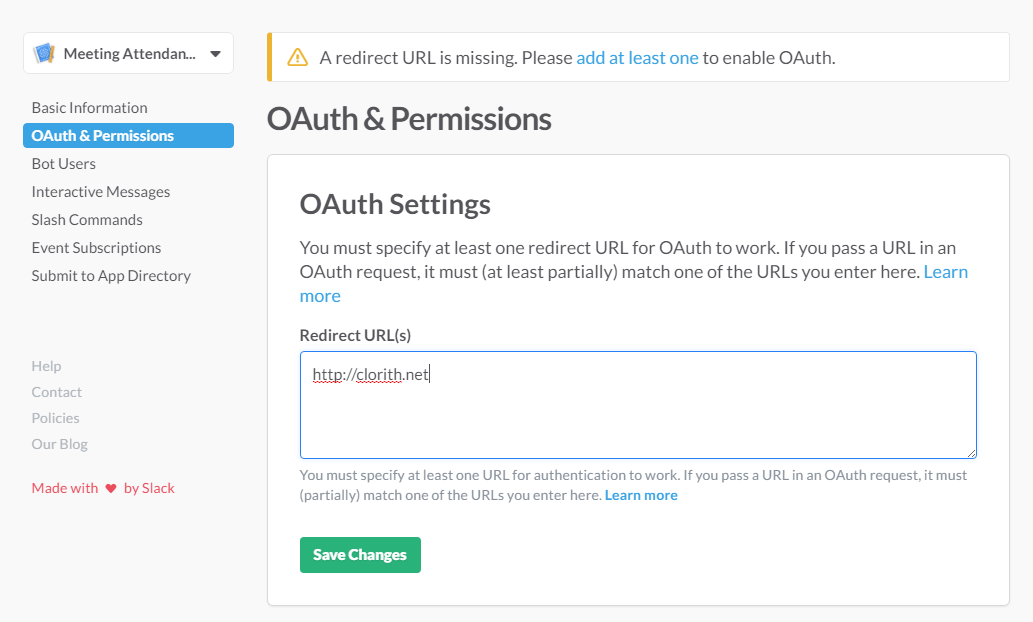 Meeting Attendan...
Basic Information
OAuth & Permissions
Bot Users
Interactive Messages
Slash Commands
Event Subscriptions
Submit to App Directory
Help
Contact
Policies
Our Blog
Made with ❤ by Slack
A redirect URL is missing. Please add at least one to enable OAuth.
OAuth & Permissions
OAuth Settings
You must specify at least one redirect URL for OAuth to work. If you pass a URL in an
OAuth request, it must (at least partially) match one of the URLs you enter here. Learn
more
Redirect URL(s)
http://clorith.net
You must specify at least one URL for authentication to work. If you pass a URL in an OAuth request, it must
(partially) match one of the URLs you enter here. Learn more
Save Changes